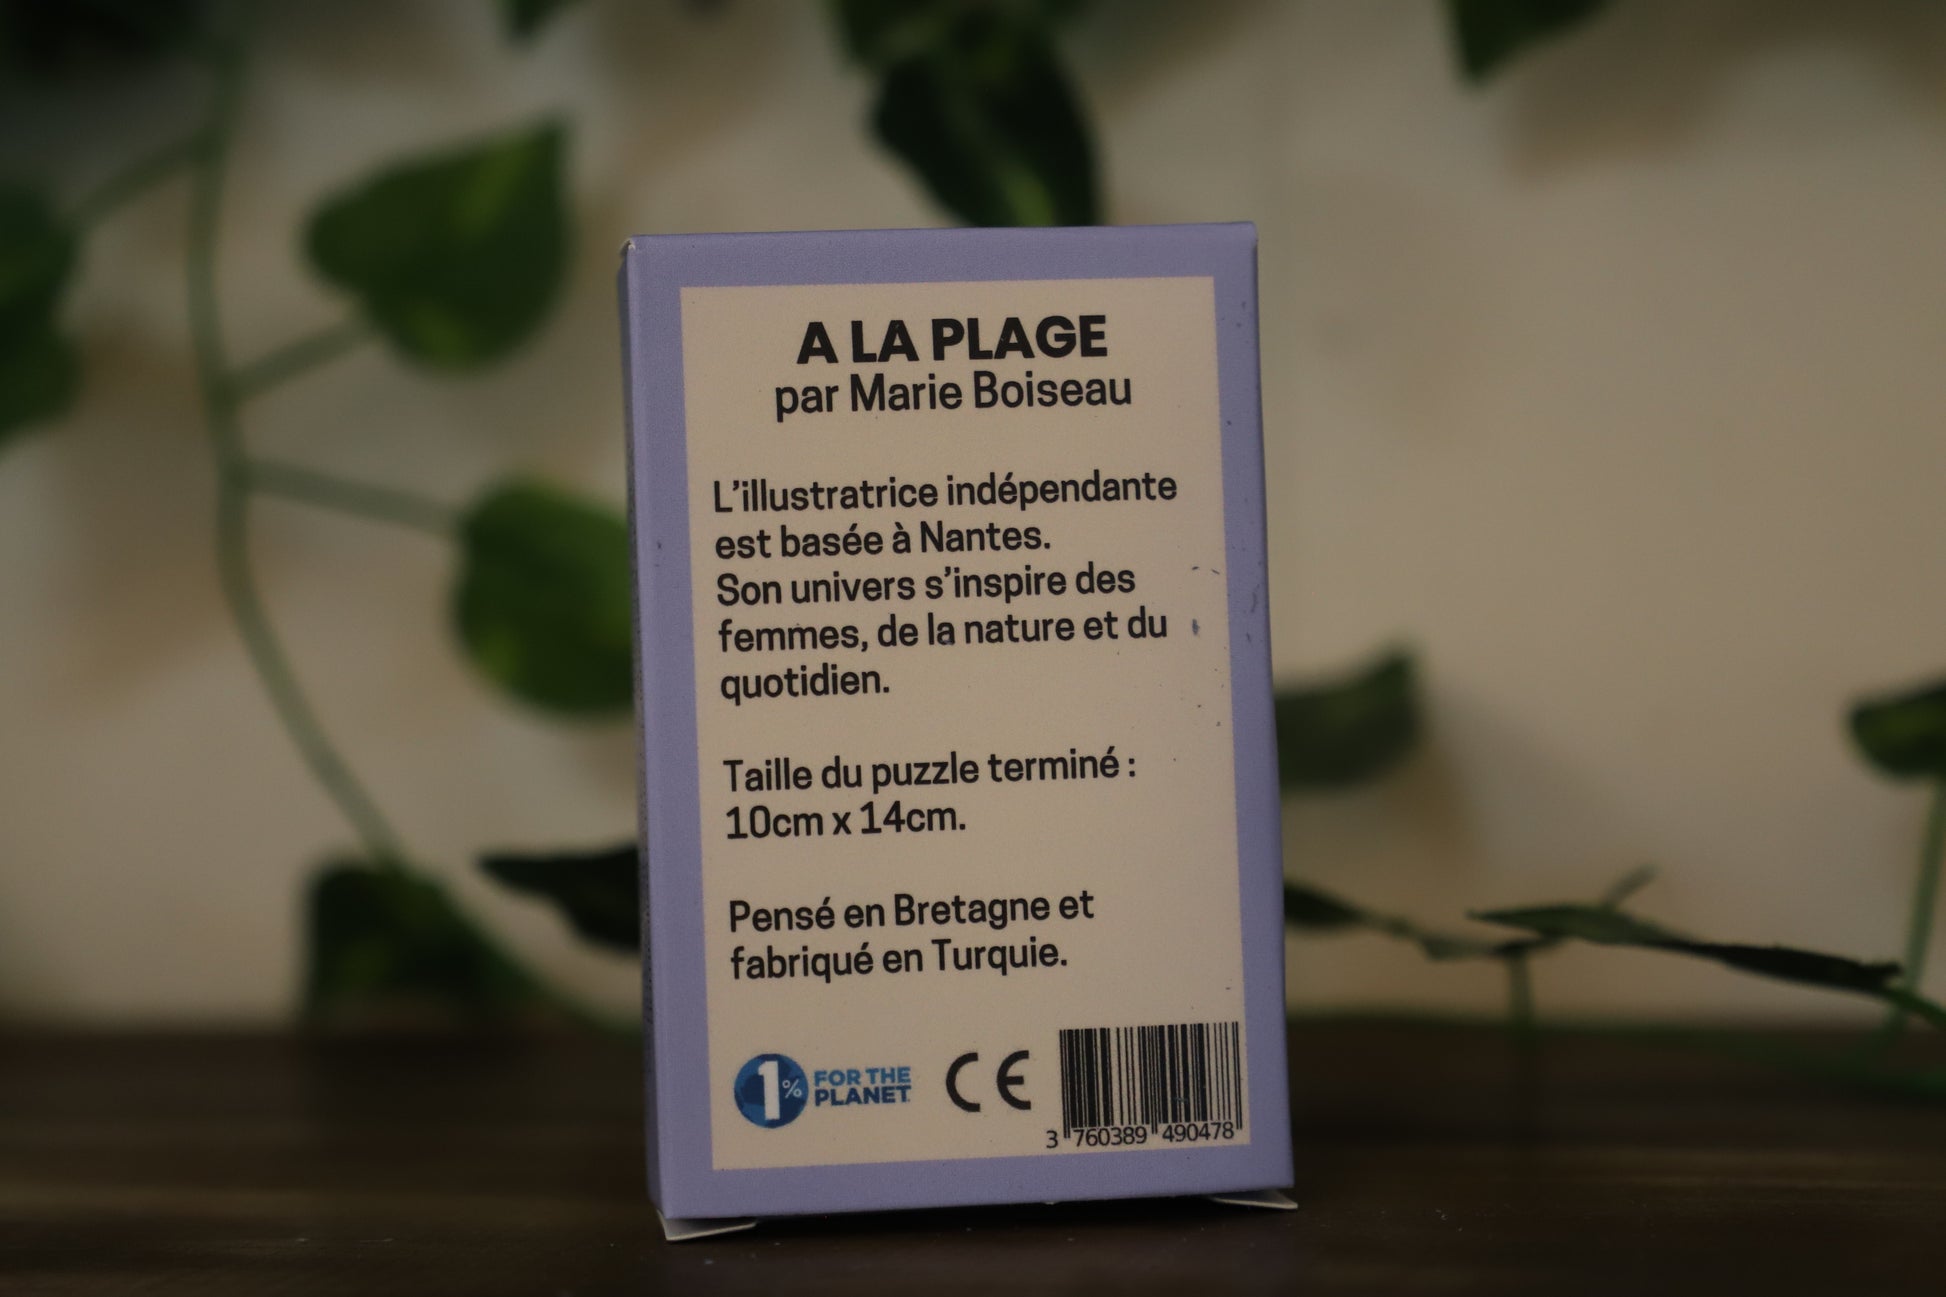 A LA PLAGE
par Marie Boiseau
L'illustratrice indépendante
est basée à Nantes.
Son univers s'inspire des
femmes, de la nature et du
quotidien.
Taille du puzzle terminé :
10cm x 14cm.
Pensé en Bretagne et
fabriqué en Turquie.
1% FOR THE
PLANET
CE
3 760389 490478